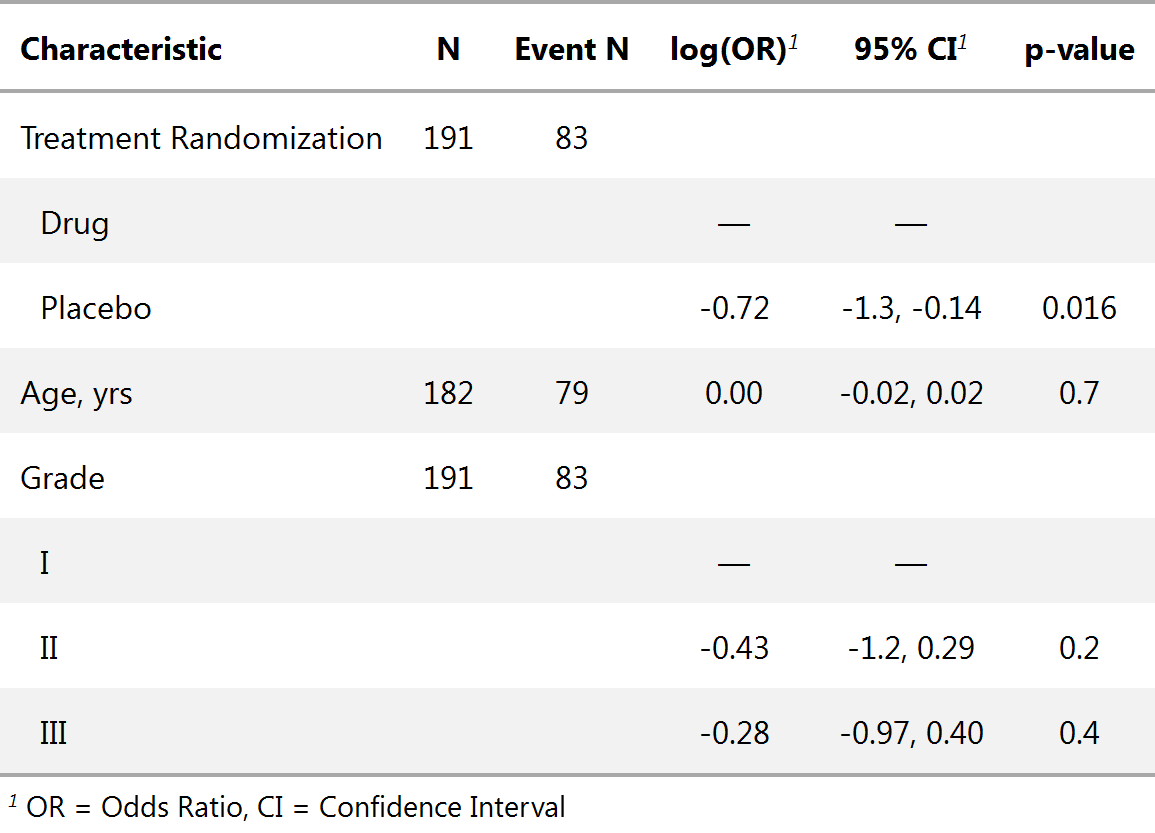 Characteristic N Event N log(OR)1 95% CI1 p-value
Treatment Randomization 191 83
Drug — —
Placebo -0.72 -1.3, -0.14 0.016
Age, yrs 182 79 0.00 -0.02, 0.02 0.7
Grade 191 83
I — —
II -0.43 -1.2, 0.29 0.2
III -0.28 -0.97, 0.40 0.4
1 OR = Odds Ratio, CI = Confidence Interval